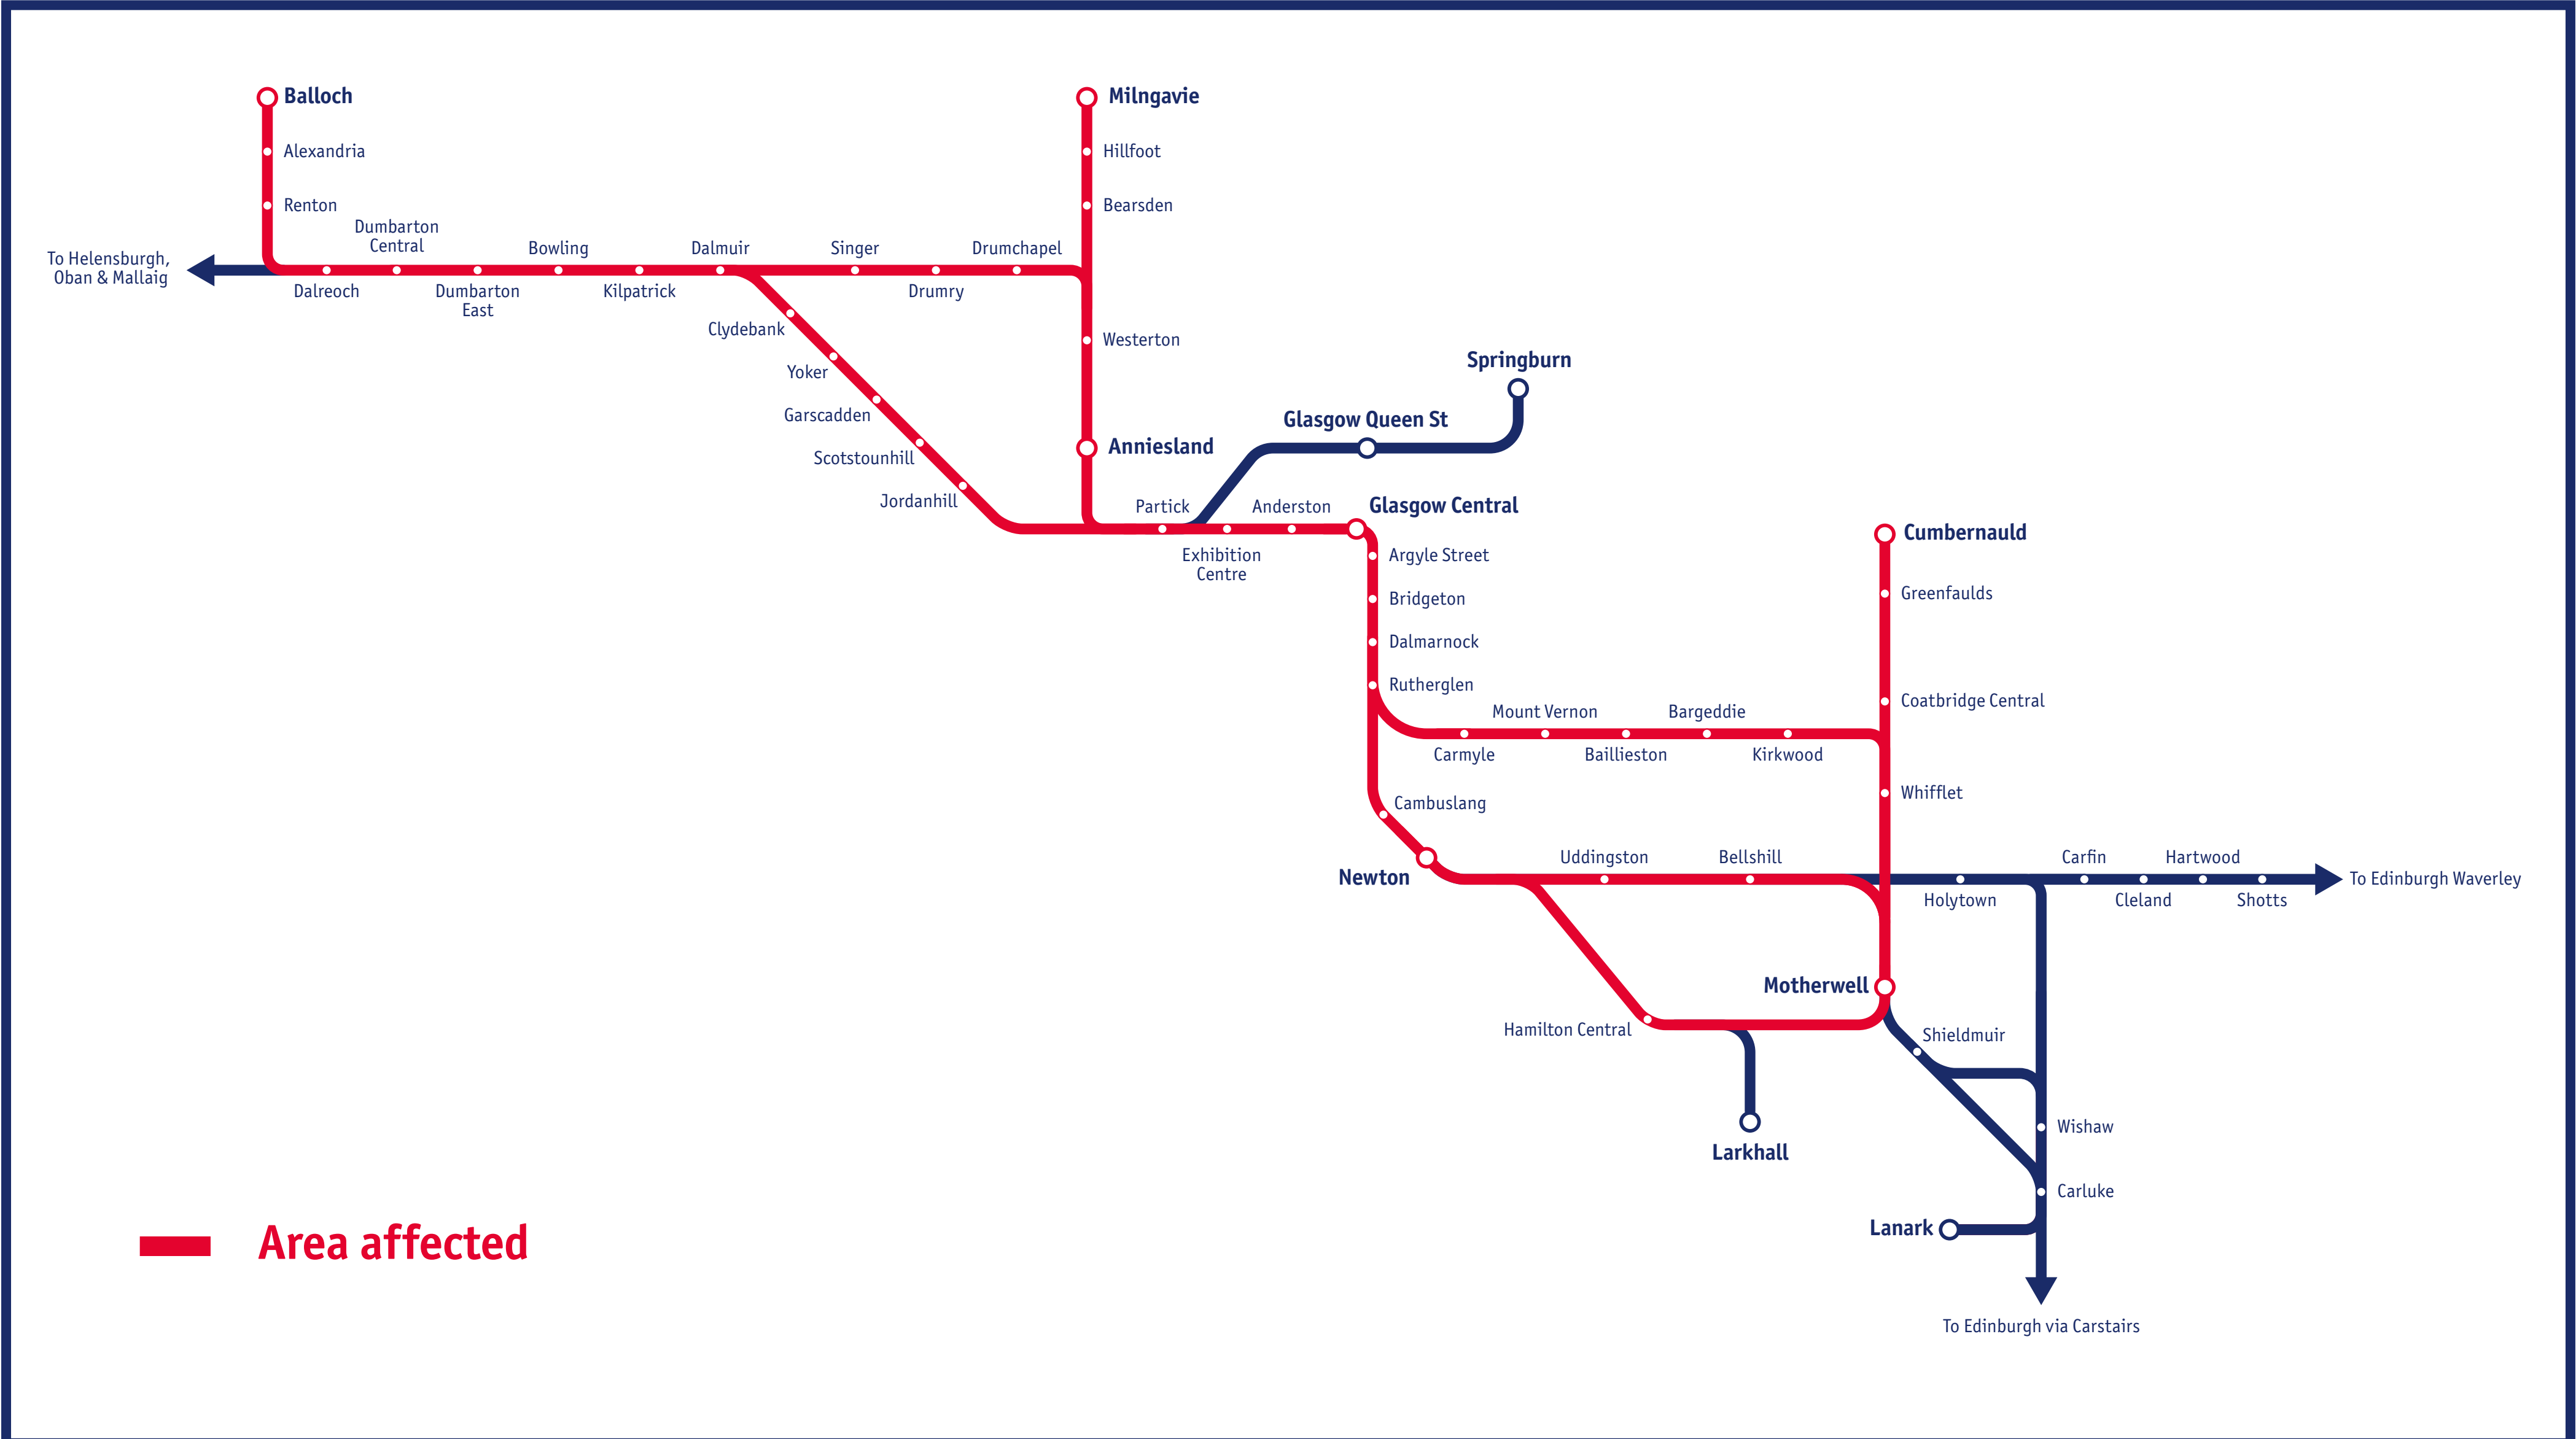 Balloch
Milngavie
Alexandria
Hillfoot
Renton
Bearsden
Dumbarton
Central
Bowling
Dalmuir
Singer
Drumchapel
To Helensburgh,
Oban & Mallaig
Dalreoch
Dumbarton
East
Kilpatrick
Drumry
Clydebank
Westerton
Yoker
Springburn
Garscadden
Glasgow Queen St
Scotstounhill
Anniesland
Jordanhill
Partick
Anderston
Glasgow Central
Exhibition
Centre
Argyle Street
Cumbernauld
Bridgeton
Greenfaulds
Dalmarnock
Rutherglen
Coatbridge Central
Mount Vernon
Bargeddie
Carmyle
Baillieston
Kirkwood
Cambuslang
Whifflet
Newton
Uddingston
Bellshill
Carfin
Hartwood
To Edinburgh Waverley
Holytown
Cleland
Shotts
Motherwell
Hamilton Central
Shieldmuir
Larkhall
Wishaw
Carluke
Lanark
Area affected
To Edinburgh via Carstairs